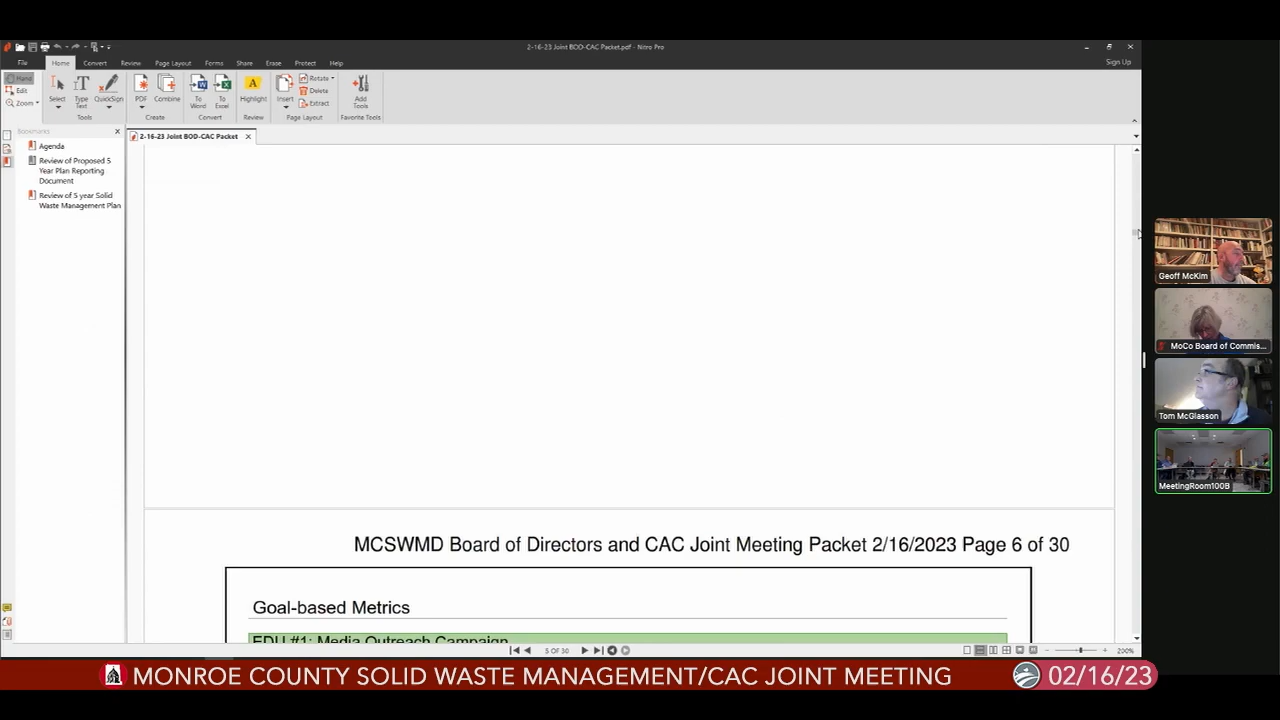 2-16-23 Joint BOD-CAC Packet.pdf - Nitro Pro
File Home Convert Review Page Layout Forms Share Erase Protect Help
Sign Up
Hand
Edit
Zoom
Select
Type Text
QuickSign
Tools
PDF
Combine
Create
To Word
To Excel
Convert
Highlight
Review
Insert
Rotate
Delete
Extract
Page Layout
Add Tools
Favorite Tools
Bookmarks
2-16-23 Joint BOD-CAC Packet
Agenda
Review of Proposed 5
Year Plan Reporting
Document
Review of 5 year Solid
Waste Management Plan
MCSWMD Board of Directors and CAC Joint Meeting Packet 2/16/2023 Page 6 of 30
Goal-based Metrics
EDU #1: Media Outreach Campaign
5 OF 30
200%
Geoff McKim
MoCo Board of Commis...
Tom McGlasson
MeetingRoom100B
MONROE COUNTY SOLID WASTE MANAGEMENT/CAC JOINT MEETING
02/16/23